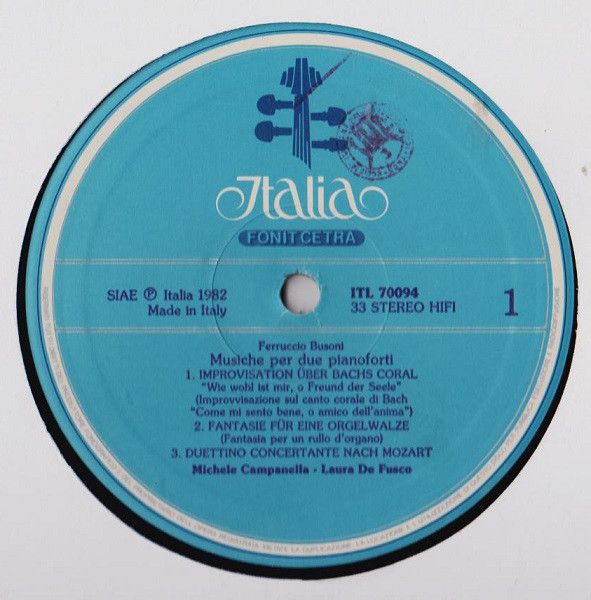 Italia
FONIT CETRA
SIAE Ⓟ Italia 1982
Made in Italy
ITL 70094
33 STEREO HIFI
1
Ferruccio Busoni
Musiche per due pianoforti
1. IMPROVISATION ÜBER BACHS CORAL
"Wie wohl ist mir, o Freund der Seele"
(Improvvisazione sul canto corale di Bach
"Come mi sento bene, o amico dell'anima")
2. FANTASIE FÜR EINE ORGELWALZE
(Fantasia per un rullo d'organo)
3. DUETTINO CONCERTANTE NACH MOZART
Michele Campanella - Laura De Fusco